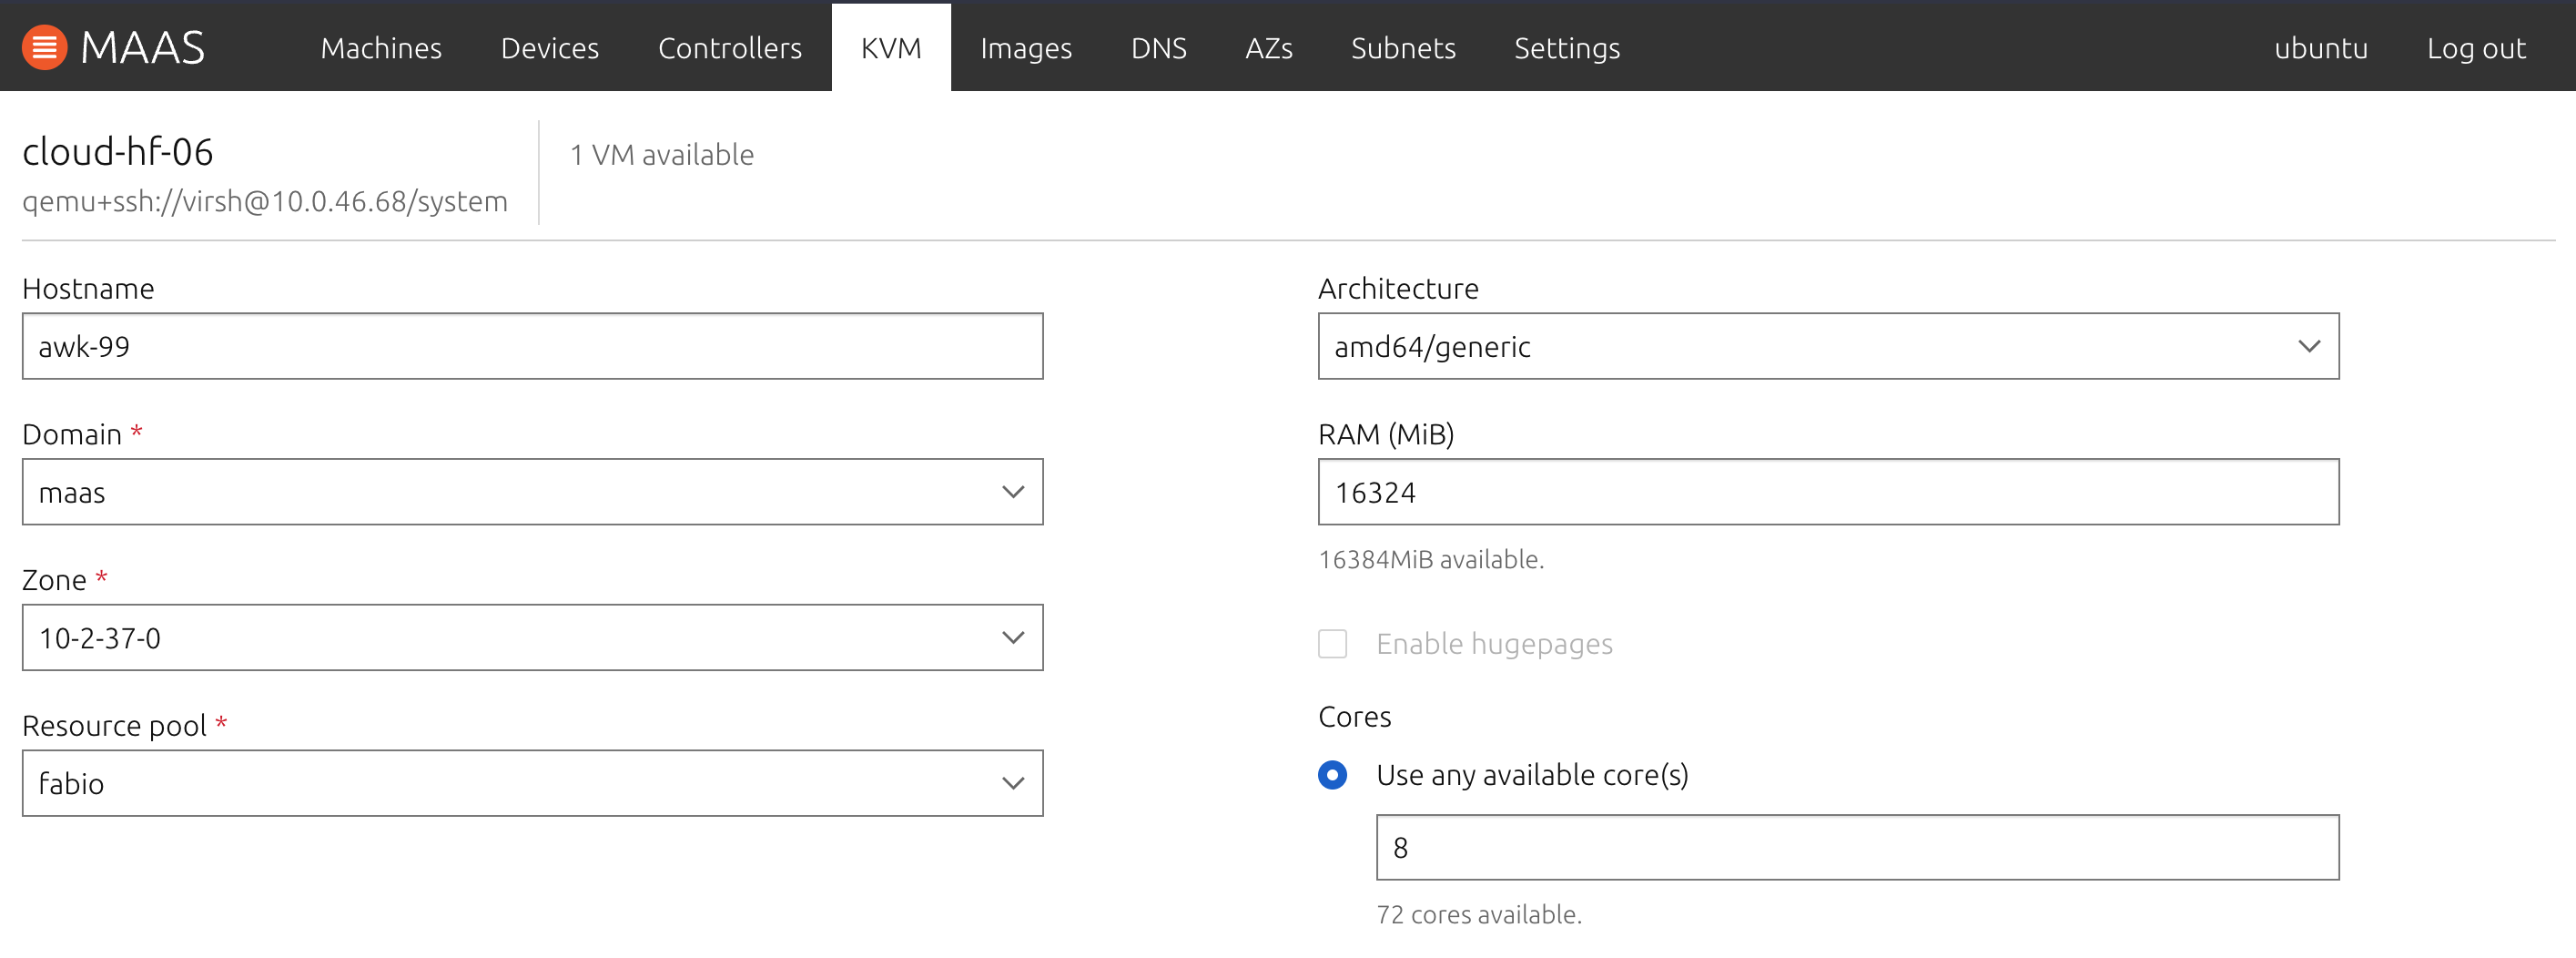 MAAS Machines Devices Controllers KVM Images DNS AZs Subnets Settings ubuntu Log out
cloud-hf-06
qemu+ssh://virsh@10.0.46.68/system
1 VM available
Hostname
awk-99
Domain *
maas
Zone *
10-2-37-0
Resource pool *
fabio
Architecture
amd64/generic
RAM (MiB)
16324
16384MiB available.
Enable hugepages
Cores
Use any available core(s)
8
72 cores available.